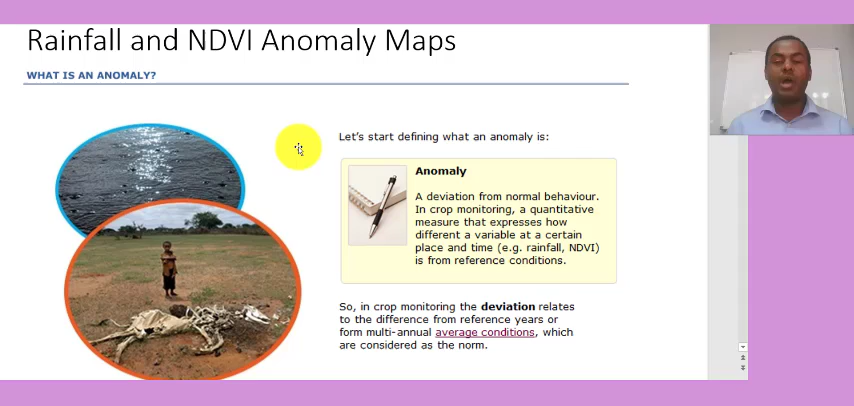 Rainfall and NDVI Anomaly Maps
WHAT IS AN ANOMALY?
Let's start defining what an anomaly is:
Anomaly
A deviation from normal behaviour.
In crop monitoring, a quantitative
measure that expresses how
different a variable at a certain
place and time (e.g. rainfall, NDVI)
is from reference conditions.
So, in crop monitoring the deviation relates
to the difference from reference years or
form multi-annual average conditions, which
are considered as the norm.